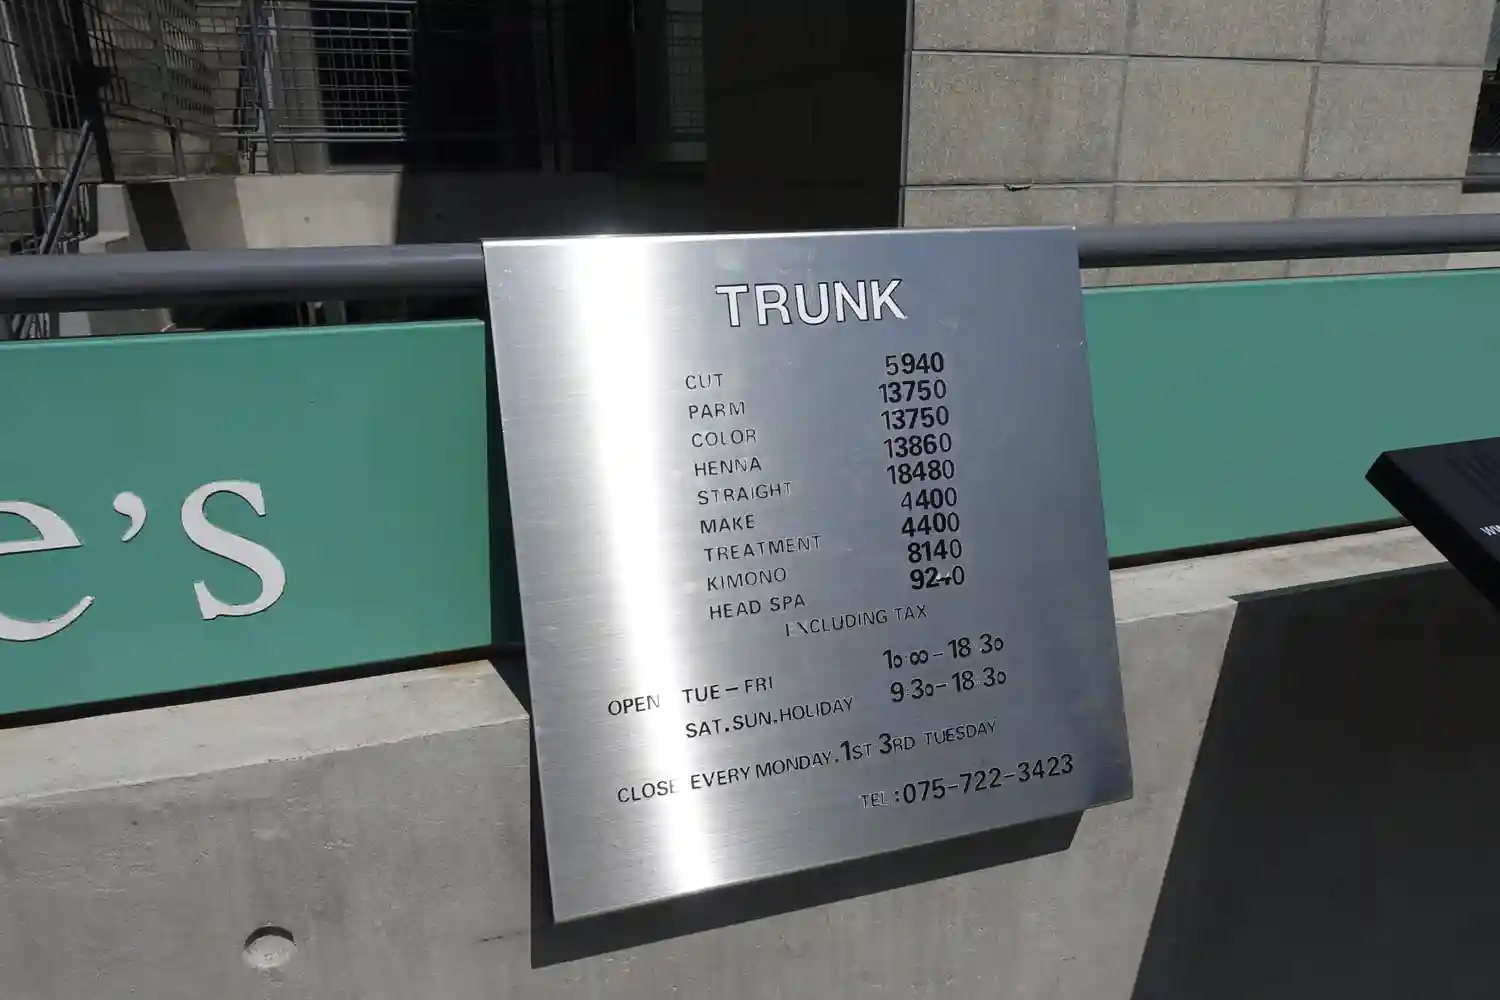 TRUNK
CUT 5940
PARM 13750
COLOR 13750
HENNA 13860
STRAIGHT 18480
MAKE 4400
TREATMENT 4400
KIMONO 8140
HEAD SPA 9240
EXCLUDING TAX
OPEN TUE-FRI 10:00-18:30
SAT.SUN.HOLIDAY 9:30-18:30
CLOSE EVERY MONDAY.1ST 3RD TUESDAY
TEL:075-722-3423
e's